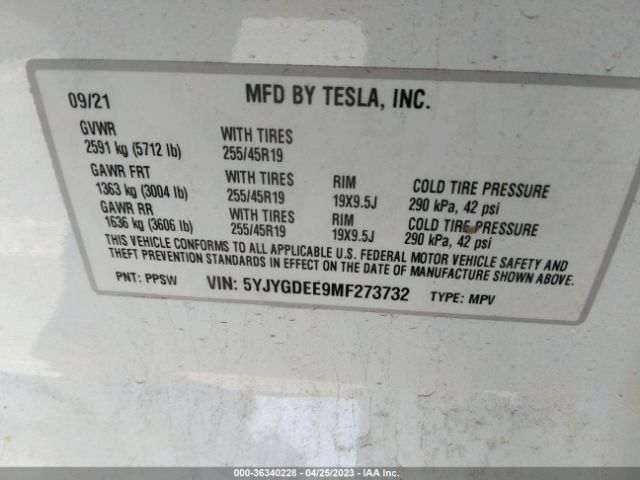 09/21 MFD BY TESLA, INC.
GVWR WITH TIRES
2591 kg (5712 lb) 255/45R19
GAWR FRT WITH TIRES RIM COLD TIRE PRESSURE
1363 kg (3004 lb) 255/45R19 19X9.5J 290 kPa, 42 psi
GAWR RR WITH TIRES RIM COLD TIRE PRESSURE
1636 kg (3606 lb) 255/45R19 19X9.5J 290 kPa, 42 psi
THIS VEHICLE CONFORMS TO ALL APPLICABLE U.S. FEDERAL MOTOR VEHICLE SAFETY AND
THEFT PREVENTION STANDARDS IN EFFECT ON THE DATE OF MANUFACTURE SHOWN ABOVE.
PNT: PPSW VIN: 5YJYGDEE9MF273732 TYPE: MPV
000-36340228 - 04/25/2023 - IAA Inc.